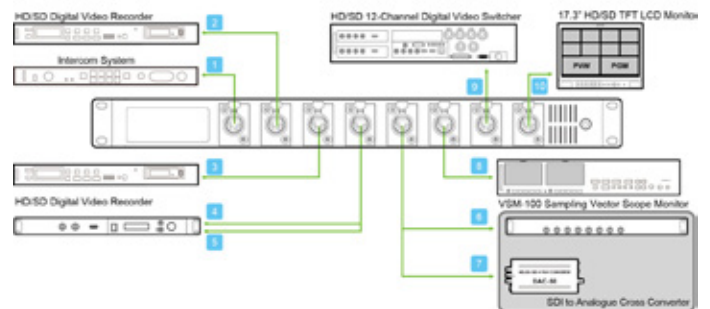 HD/SD Digital Video Recorder
HD/SD 12-Channel Digital Video Switcher
17.3" HD/SD TFT LCD Monitor
2
Intercom System
1
PVW
PGM
9
10
3
8
HD/SD Digital Video Recorder
VSM-100 Sampling Vector Scope Monitor
4
5
6
7
DAC-50
SDI to Analogue Cross Converter